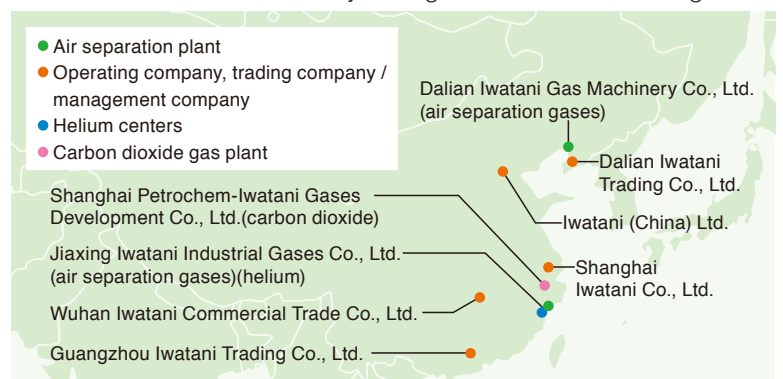 Air separation plant
Operating company, trading company /
management company
Helium centers
Carbon dioxide gas plant
Dalian Iwatani Gas Machinery Co., Ltd.
(air separation gases)
Dalian Iwatani
Trading Co., Ltd.
Iwatani (China) Ltd.
Shanghai Petrochem-Iwatani Gases
Development Co., Ltd.(carbon dioxide)
Jiaxing Iwatani Industrial Gases Co., Ltd.
(air separation gases)(helium)
Shanghai
Iwatani Co., Ltd.
Wuhan Iwatani Commercial Trade Co., Ltd.
Guangzhou Iwatani Trading Co., Ltd.